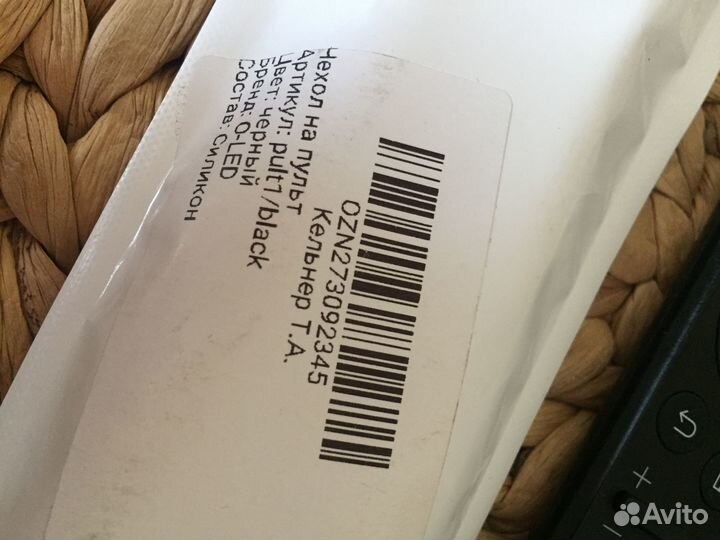 OZN273092345
Кельнер Т.А.
Чехол на пульт
Артикул: pult1/black
Цвет: черный
Бренд: O-LED
Состав: Силикон
Avito